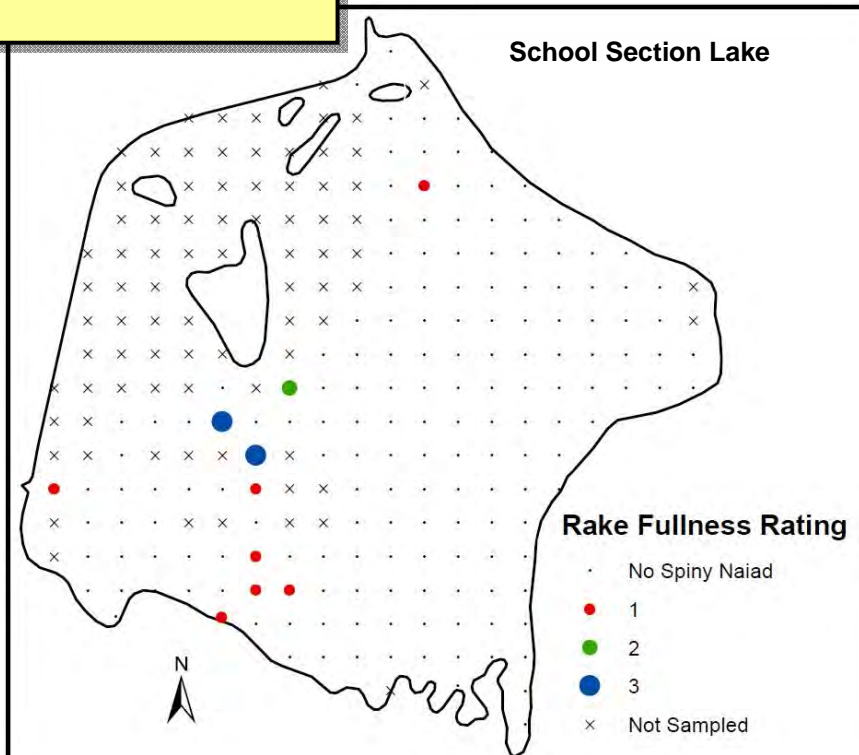 School Section Lake
Rake Fullness Rating
No Spiny Naiad
1
2
3
Not Sampled
N